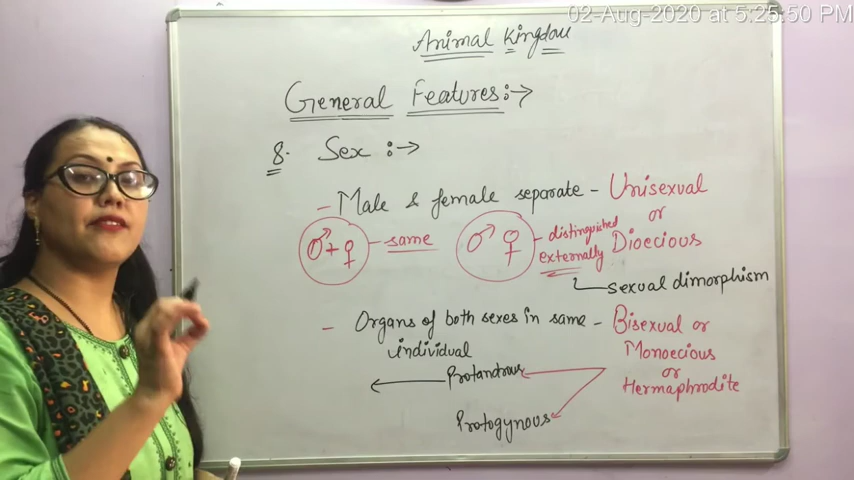 02-Aug-2020 at 5:25:50 PM
Animal Kingdom
General Features:→
8. Sex :→
– Male & female separate - Unisexual
or
♂+♀ - same ♂ ♀ - distinguished externally Dioecious
sexual dimorphism
– Organs of both sexes in same - Bisexual or
individual Monoecious
or
Protandrous Hermaphrodite
Protogynous